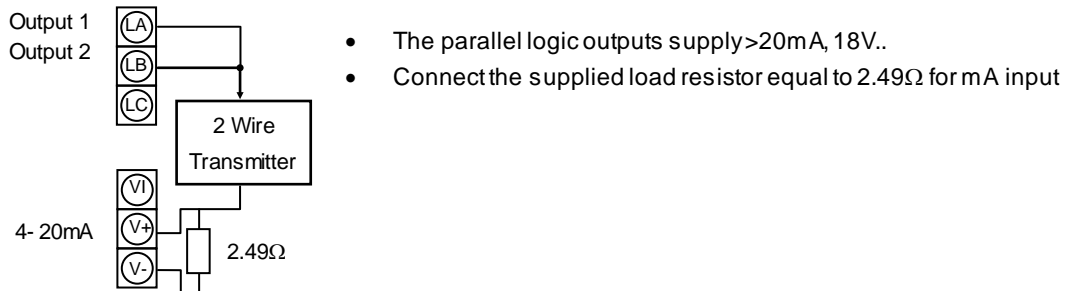 Output 1
Output 2
LA
LB
LC
2 Wire
Transmitter
VI
V+
V-
4- 20mA
2.49Ω
• The parallel logic outputs supply>20mA, 18V..
• Connect the supplied load resistor equal to 2.49Ω for mA input